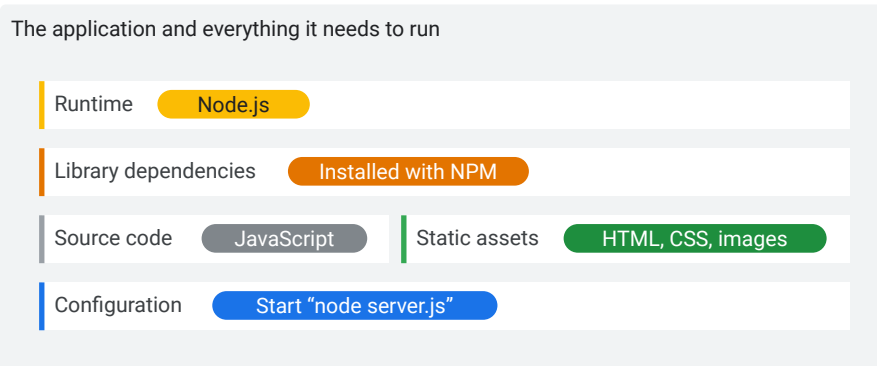 The application and everything it needs to run
Runtime Node.js
Library dependencies Installed with NPM
Source code JavaScript Static assets HTML, CSS, images
Configuration Start “node server.js”